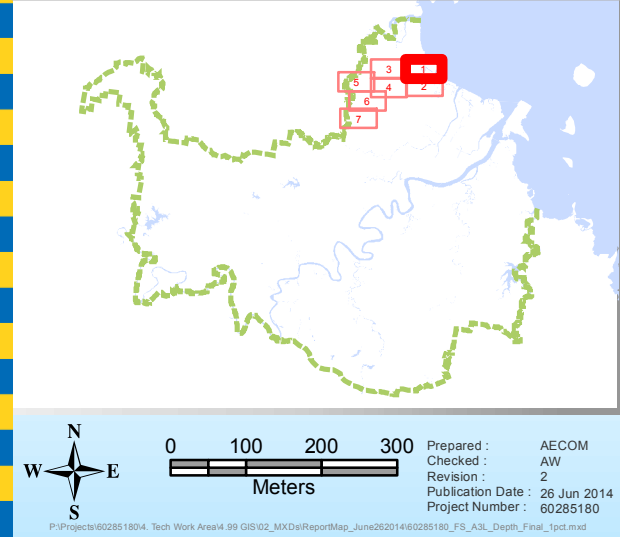 3 1
5 4 2
6
7
N
W E
S
0 100 200 300
Meters
Prepared : AECOM
Checked : AW
Revision : 2
Publication Date : 26 Jun 2014
Project Number : 60285180
P:\Projects\60285180\4. Tech Work Area\4.99 GIS\02_MXDs\ReportMap_June262014\60285180_FS_A3L_Depth_Final_1pct.mxd